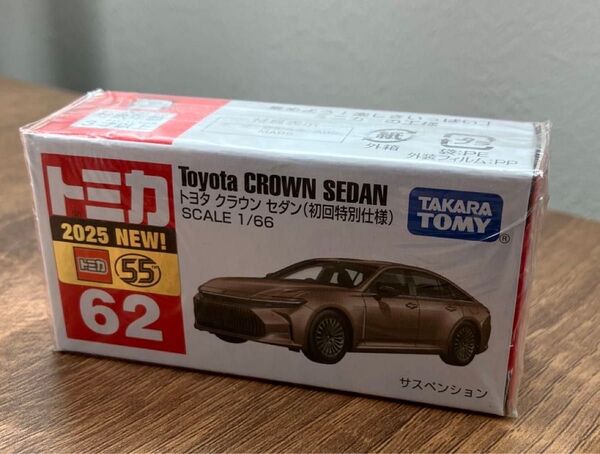 紙
外箱
プラ
袋:PE
外装フィルム:PP
トミカ
2025 NEW!
トミカ
55
62
Toyota CROWN SEDAN
トヨタ クラウン セダン(初回特別仕様)
SCALE 1/66
TAKARA
TOMY
®
サスペンション